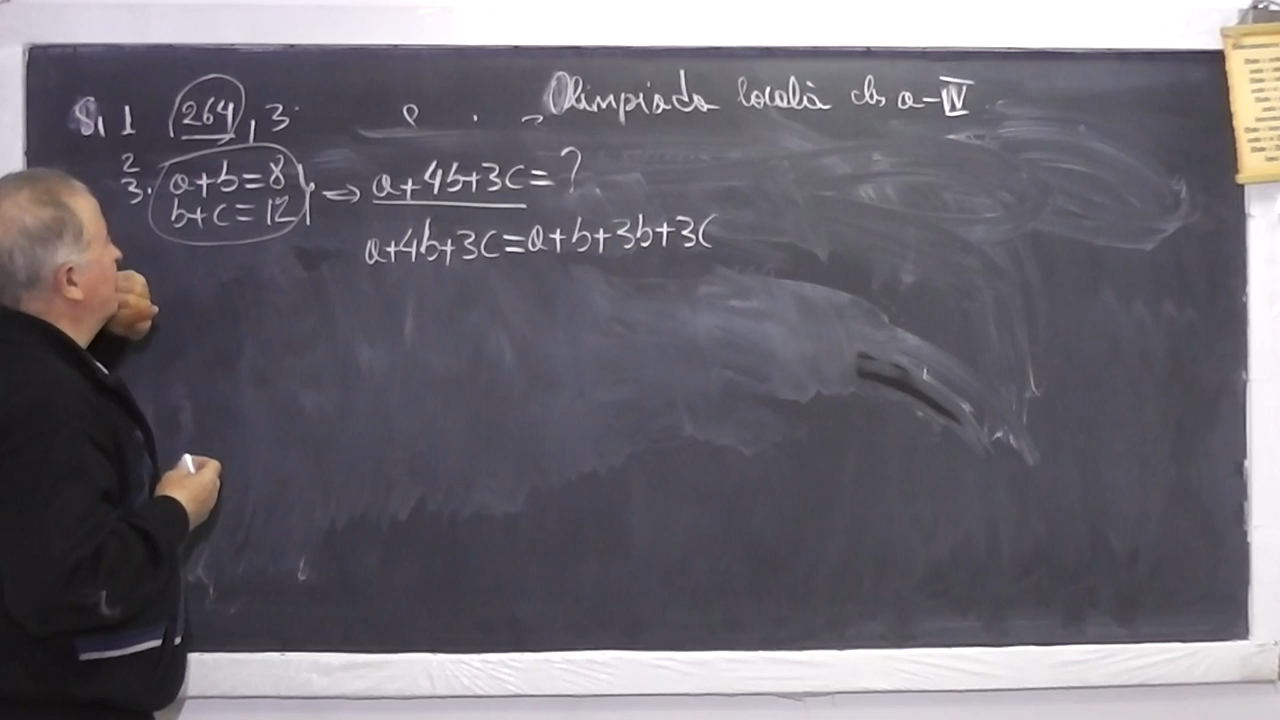 Olimpiada locală cls a-IV
S, 1 264, 3.
2
3. a+b=8 ⇒ a+4b+3c=?
b+c=12
a+4b+3c=a+b+3b+3c